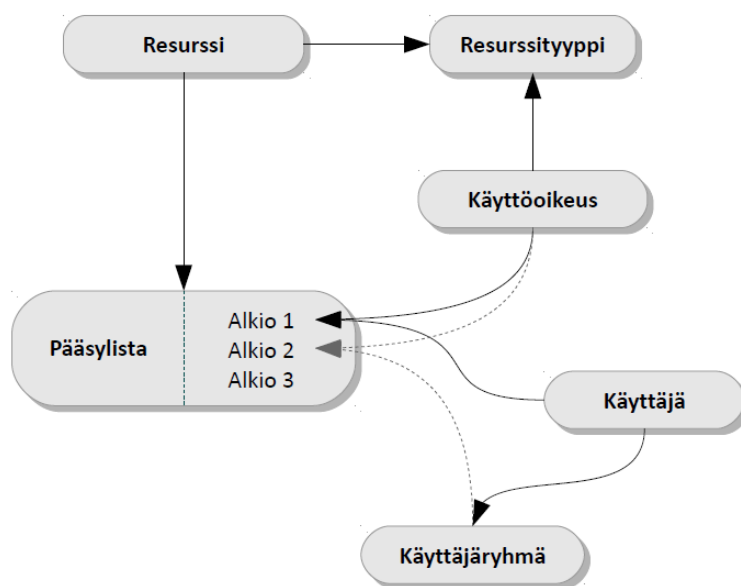 Resurssi
Resurssityyppi
Käyttöoikeus
Pääsylista
Alkio 1
Alkio 2
Alkio 3
Käyttäjä
Käyttäjäryhmä